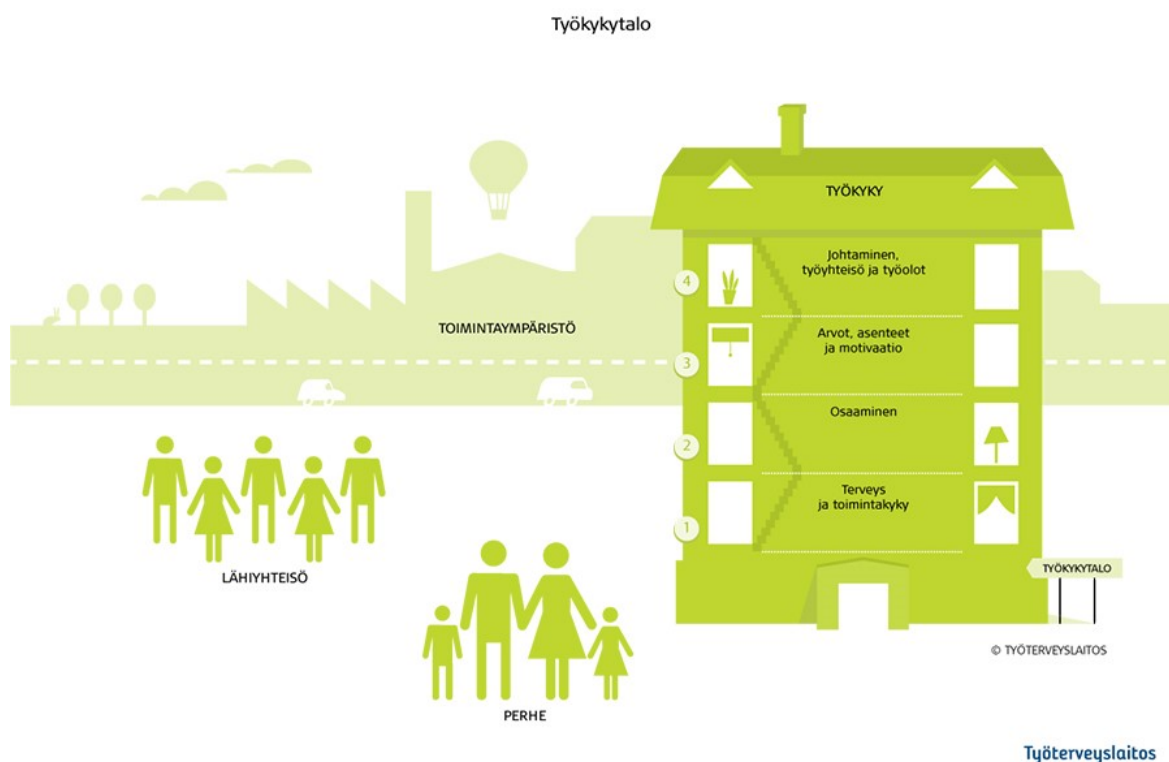 Työkykytalo
TYÖKYKY
4
Johtaminen,
työyhteisö ja työolot
TOIMINTAYMPÄRISTÖ
3
Arvot, asenteet
ja motivaatio
2
Osaaminen
1
Terveys
ja toimintakyky
LÄHIYHTEISÖ
PERHE
TYÖKYKYTALO
© TYÖTERVEYSLAITOS
Työterveyslaitos